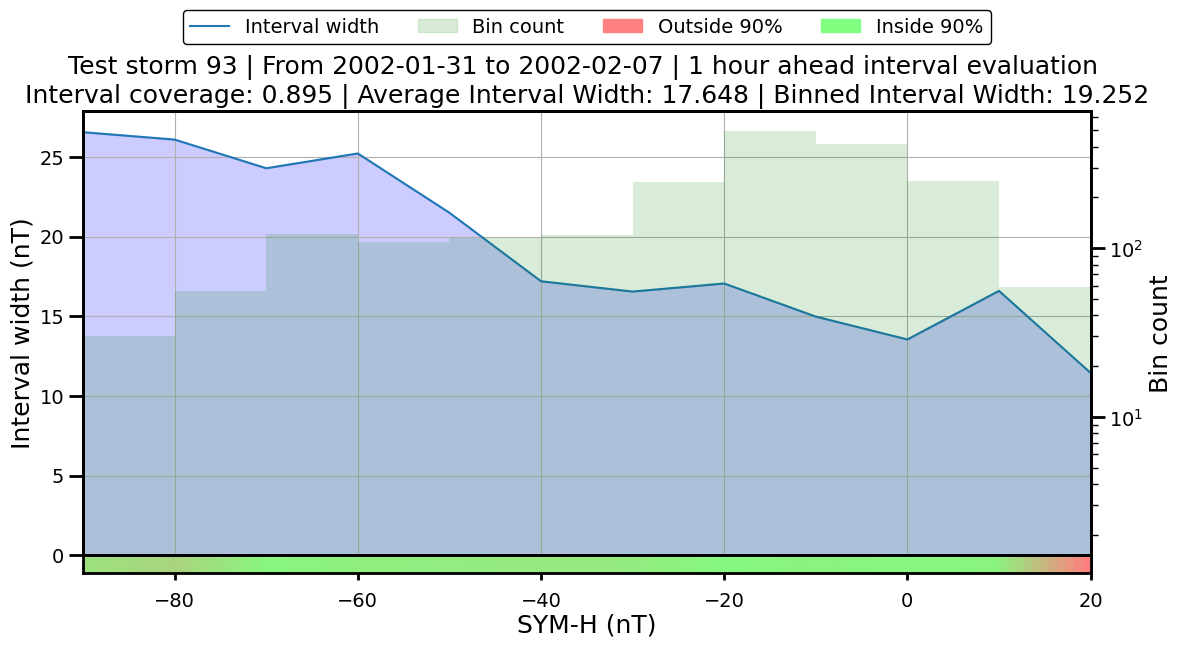 Interval width
Bin count
Outside 90%
Inside 90%
Test storm 93 | From 2002-01-31 to 2002-02-07 | 1 hour ahead interval evaluation
Interval coverage: 0.895 | Average Interval Width: 17.648 | Binned Interval Width: 19.252
Interval width (nT)
25
20
15
10
5
0
10²
10¹
Bin count
−80
−60
−40
−20
0
20
SYM-H (nT)